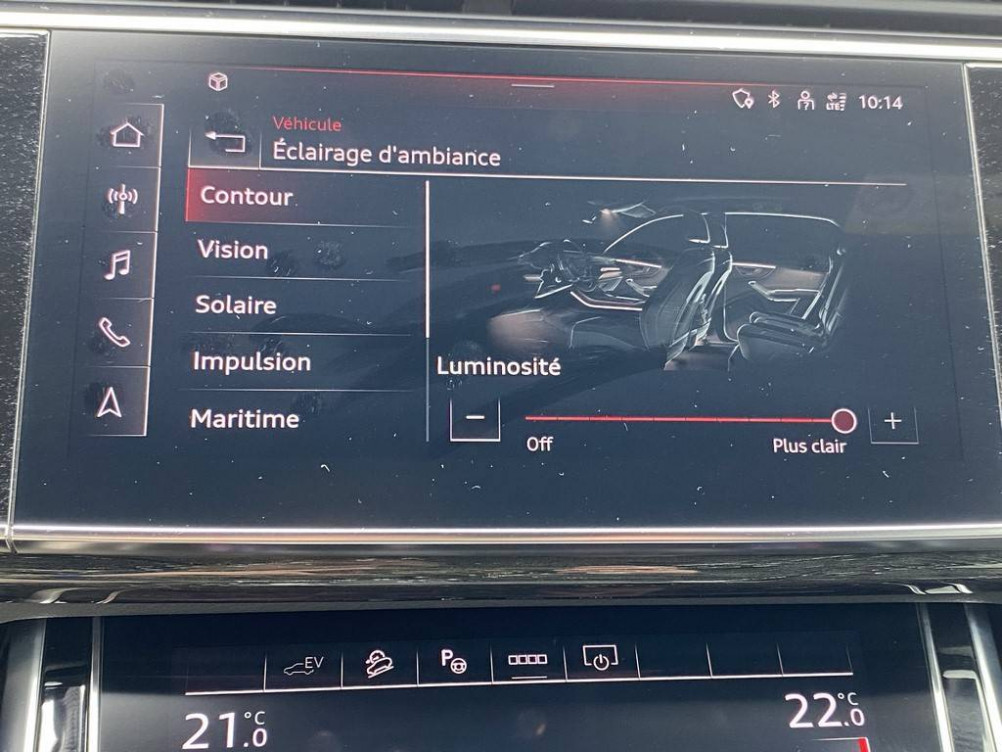 LTE 10:14
Véhicule
Éclairage d'ambiance
Contour
Vision
Solaire
Impulsion
Maritime
Luminosité
−
+
Off
Plus clair
EV
P
21.0°C
22.0°C